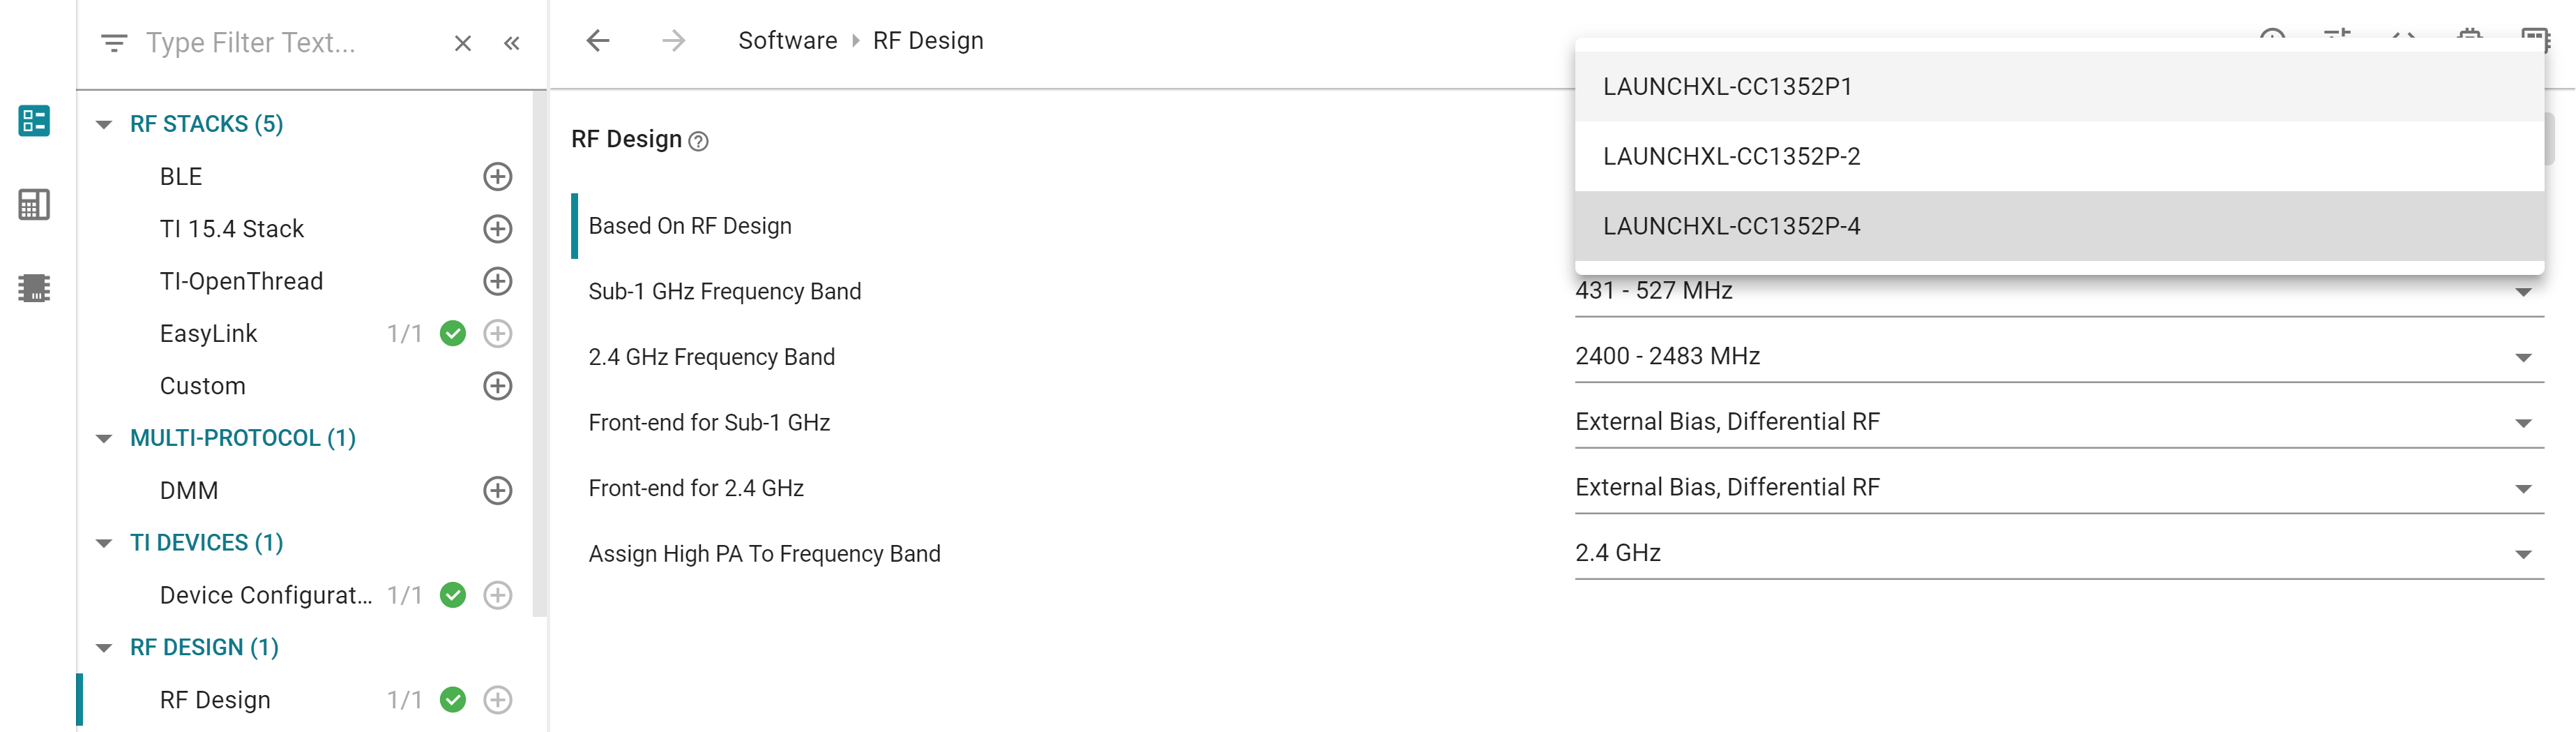 Type Filter Text...
RF STACKS (5)
BLE
TI 15.4 Stack
TI-OpenThread
EasyLink 1/1
Custom
MULTI-PROTOCOL (1)
DMM
TI DEVICES (1)
Device Configurat... 1/1
RF DESIGN (1)
RF Design 1/1
Software RF Design
RF Design
Based On RF Design
LAUNCHXL-CC1352P1
LAUNCHXL-CC1352P-2
LAUNCHXL-CC1352P-4
Sub-1 GHz Frequency Band 431 - 527 MHz
2.4 GHz Frequency Band 2400 - 2483 MHz
Front-end for Sub-1 GHz External Bias, Differential RF
Front-end for 2.4 GHz External Bias, Differential RF
Assign High PA To Frequency Band 2.4 GHz